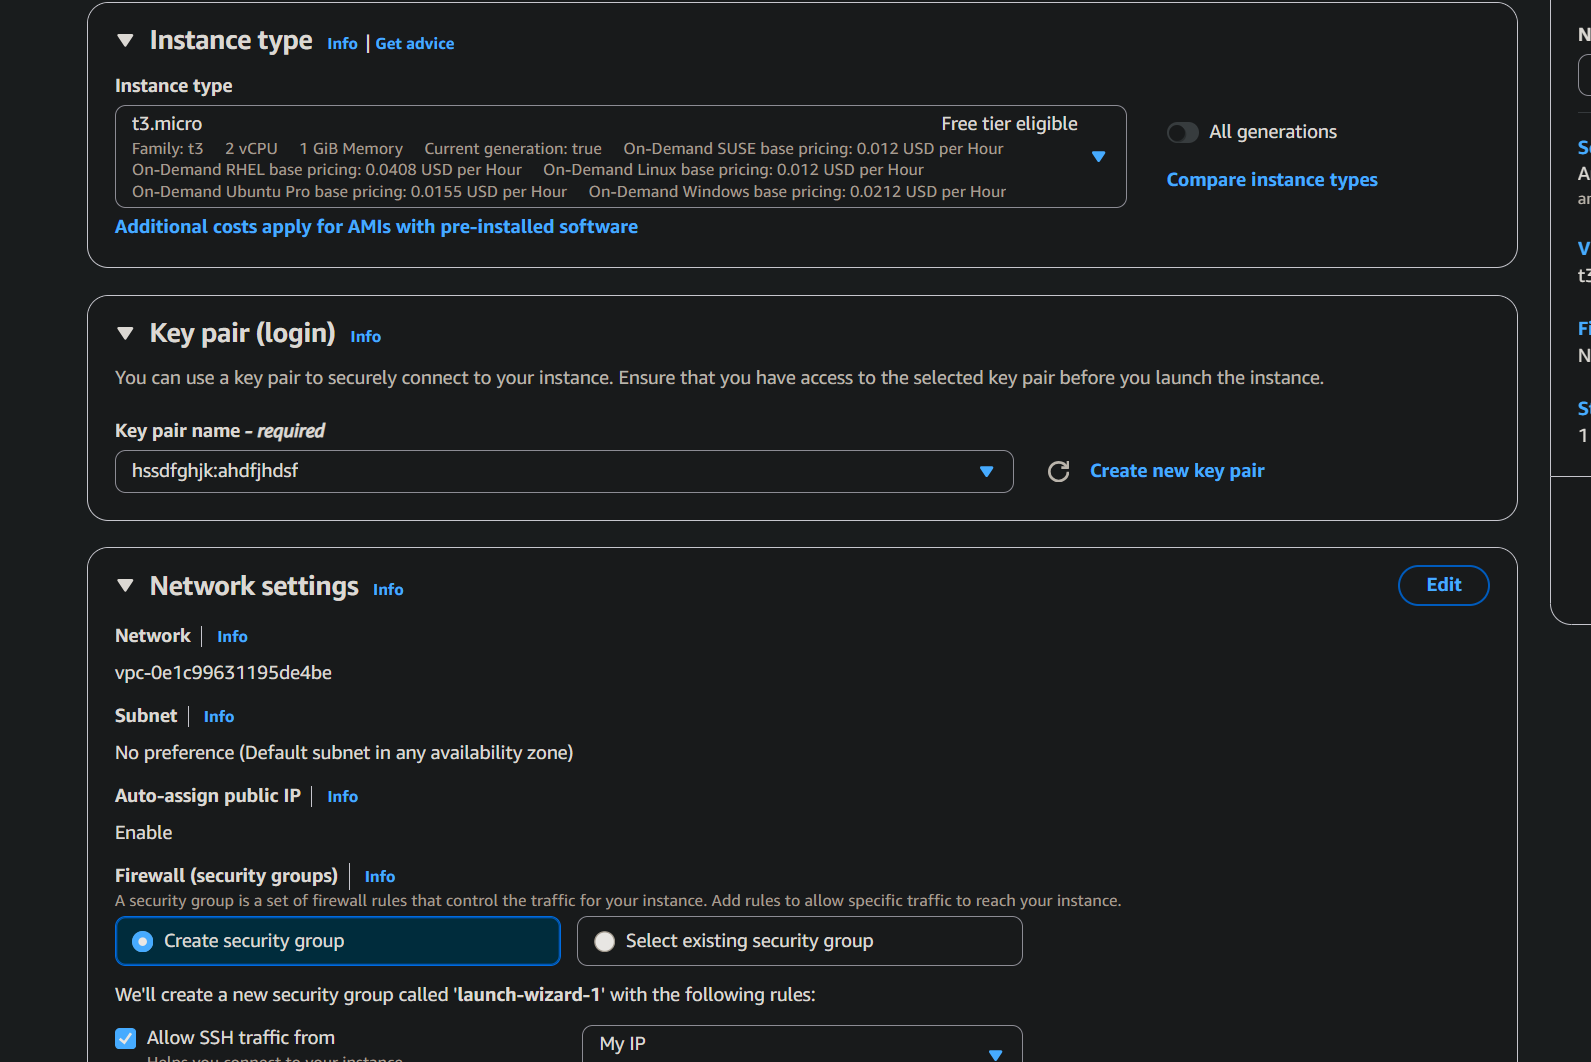 Instance type Info | Get advice
Instance type
t3.micro Free tier eligible
Family: t3 2 vCPU 1 GiB Memory Current generation: true On-Demand SUSE base pricing: 0.012 USD per Hour
On-Demand RHEL base pricing: 0.0408 USD per Hour On-Demand Linux base pricing: 0.012 USD per Hour
On-Demand Ubuntu Pro base pricing: 0.0155 USD per Hour On-Demand Windows base pricing: 0.0212 USD per Hour
All generations
Compare instance types
Additional costs apply for AMIs with pre-installed software
Key pair (login) Info
You can use a key pair to securely connect to your instance. Ensure that you have access to the selected key pair before you launch the instance.
Key pair name - required
hssdfghjk:ahdfjhdsf
Create new key pair
Network settings Info
Edit
Network | Info
vpc-0e1c99631195de4be
Subnet | Info
No preference (Default subnet in any availability zone)
Auto-assign public IP | Info
Enable
Firewall (security groups) | Info
A security group is a set of firewall rules that control the traffic for your instance. Add rules to allow specific traffic to reach your instance.
Create security group
Select existing security group
We'll create a new security group called 'launch-wizard-1' with the following rules:
Allow SSH traffic from
Helps you connect to your instance
My IP